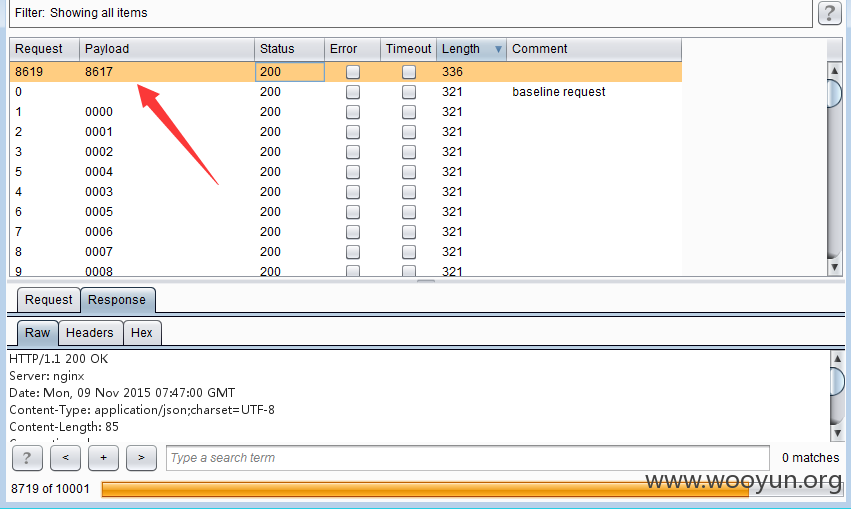 Filter: Showing all items
?
Request Payload Status Error Timeout Length Comment
8619 8617 200 336
0 200 321 baseline request
1 0000 200 321
2 0001 200 321
3 0002 200 321
5 0004 200 321
4 0003 200 321
6 0005 200 321
7 0006 200 321
8 0007 200 321
9 0008 200 321
Request Response
Raw Headers Hex
HTTP/1.1 200 OK
Server: nginx
Date: Mon, 09 Nov 2015 07:47:00 GMT
Content-Type: application/json;charset=UTF-8
Content-Length: 85
? < + > Type a search term 0 matches
www.wooyun.org
8719 of 10001